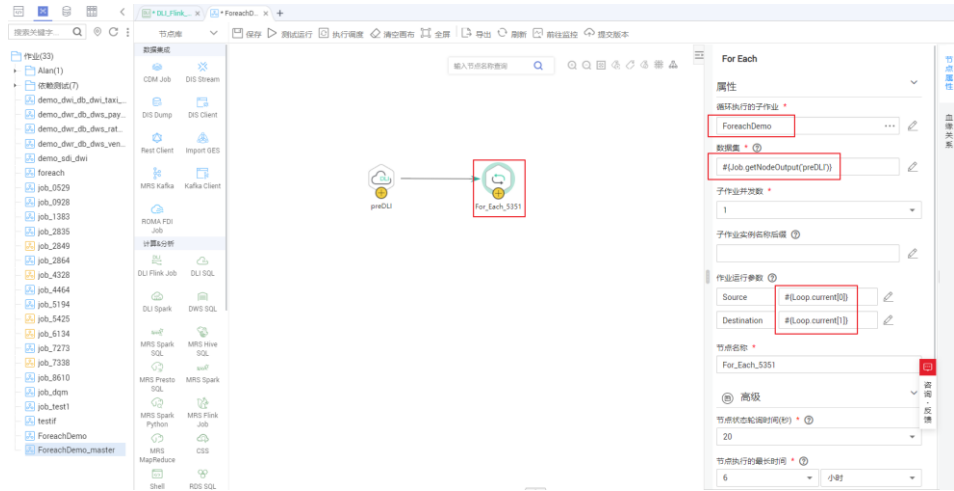 * DLI_Flink_...
* ForeachD...
搜索关键字...
节点库
保存
测试运行
执行调度
清空画布
全屏
导出
刷新
前往监控
提交版本
作业(33)
Alan(1)
依赖测试(7)
demo_dwi_db_dwi_taxi_...
demo_dwr_db_dws_pay...
demo_dwr_db_dws_rat...
demo_dwr_db_dws_ven...
demo_sdi_dwi
foreach
job_0529
job_0928
job_1383
job_2835
job_2849
job_2864
job_4328
job_4464
job_5194
job_5425
job_6134
job_7273
job_7338
job_8610
job_dqm
job_test1
testif
ForeachDemo
ForeachDemo_master
数据集成
CDM Job
DIS Stream
DIS Dump
DIS Client
Rest Client
Import GES
MRS Kafka
Kafka Client
ROMA FDI
Job
计算&分析
DLI Flink Job
DLI SQL
DLI Spark
DWS SQL
MRS Spark
SQL
MRS Hive
SQL
MRS Presto
SQL
MRS Spark
MRS Spark
Python
MRS Flink
Job
MRS
MapReduce
CSS
Shell
RDS SQL
输入节点名称查询
DLI
preDLI
For_Each_5351
For Each
属性
循环执行的子作业 *
ForeachDemo
数据集 *
#{Job.getNodeOutput('preDLI')}
子作业并发数 *
1
子作业实例名称后缀
作业运行参数
Source
#{Loop.current[0]}
Destination
#{Loop.current[1]}
节点名称 *
For_Each_5351
高级
节点状态轮询时间(秒) *
20
节点执行的最长时间 *
6
小时
节点属性
血缘关系
咨询·反馈